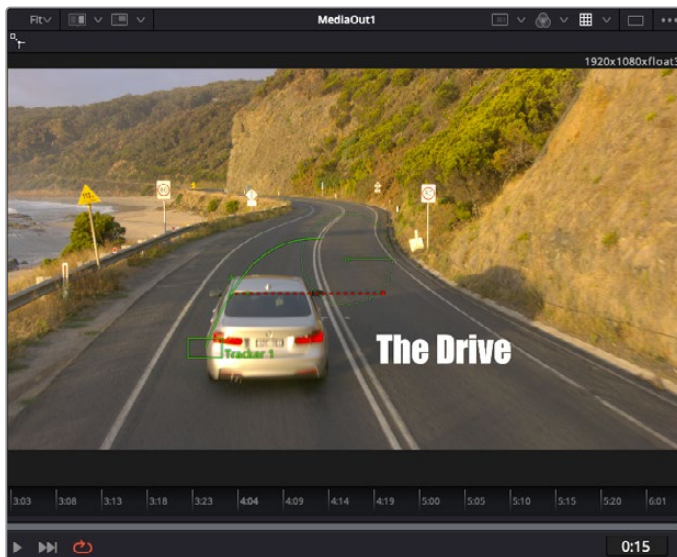 Fit MediaOut1
1920x1080xfloat3
Tracker 1
The Drive
3:03 3:08 3:13 3:18 3:23 4:04 4:09 4:14 4:19 5:00 5:05 5:10 5:15 5:20 6:01
0:15